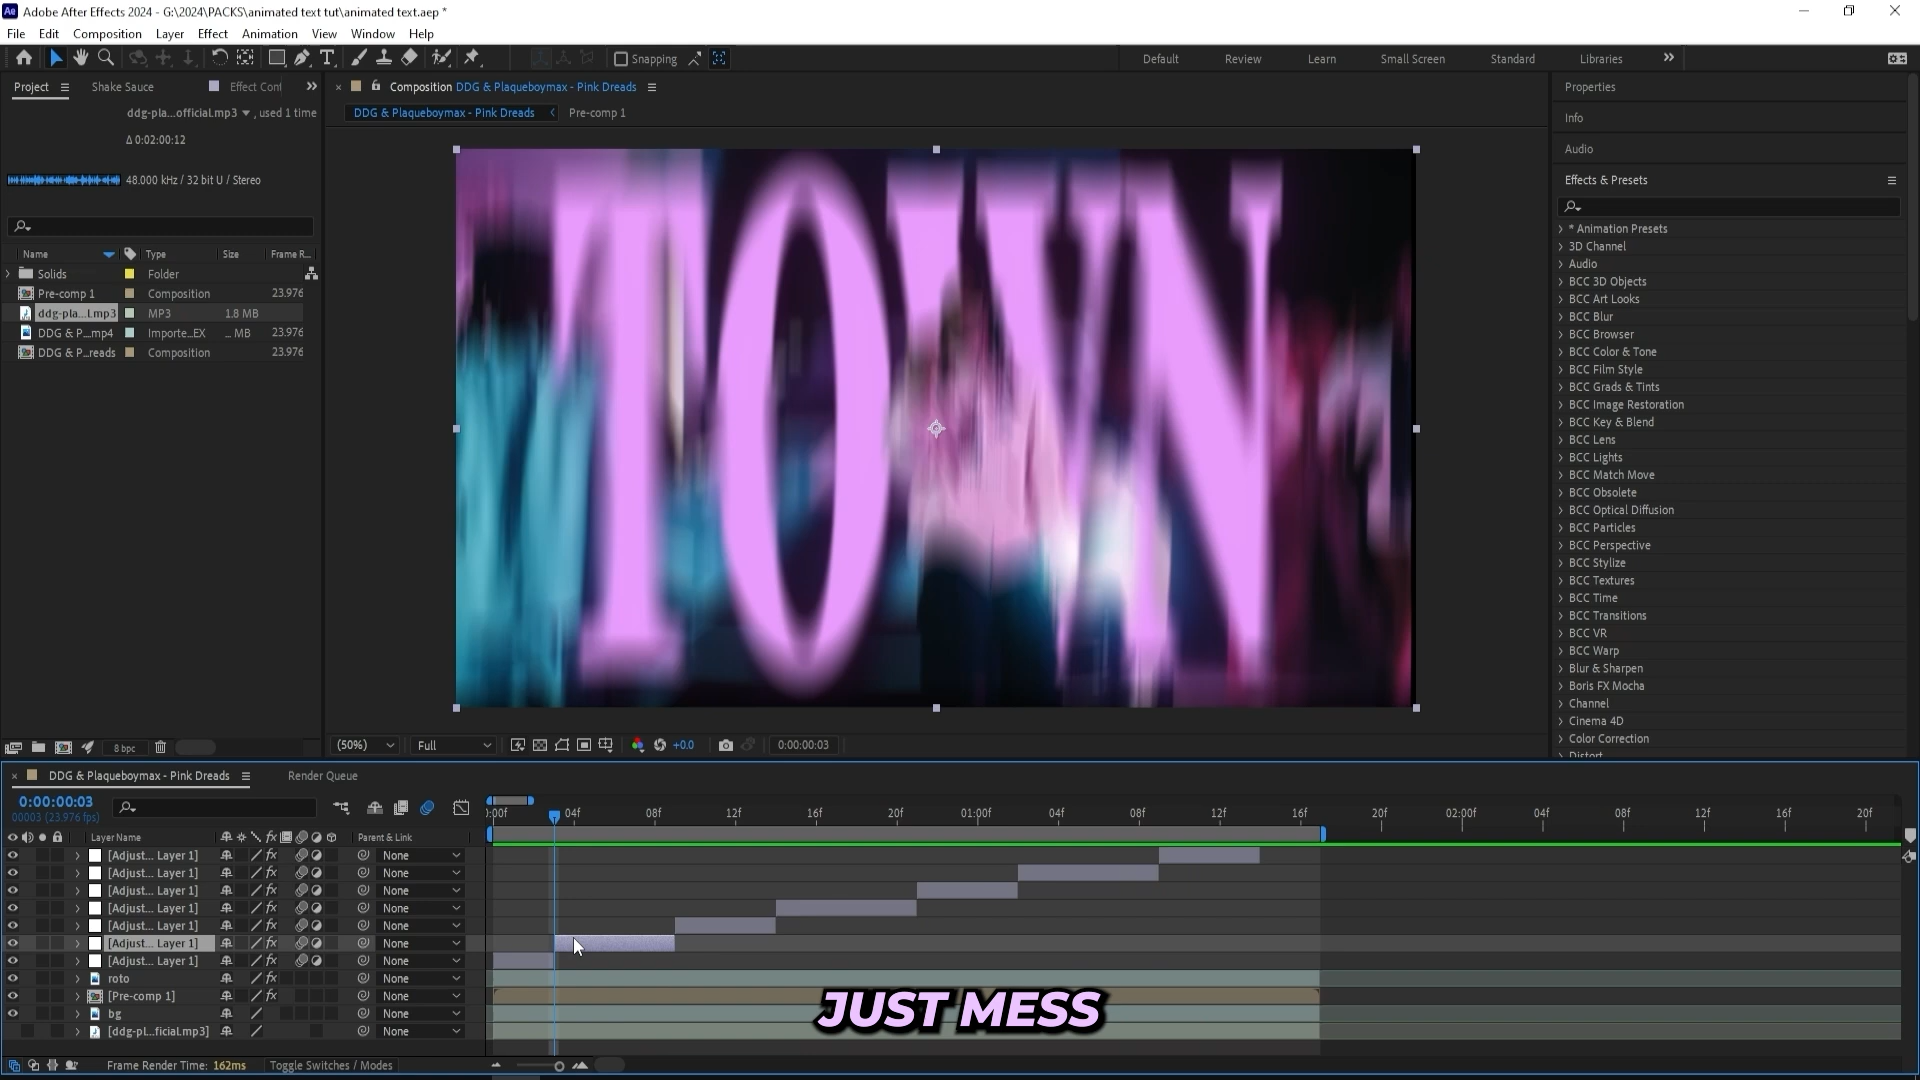 Ae Adobe After Effects 2024 - G:\2024\PACKS\animated text tut\animated text.aep *
File Edit Composition Layer Effect Animation View Window Help
Snapping
Default Review Learn Small Screen Standard Libraries
Project Shake Sauce Effect Cont
ddg-pla...official.mp3 , used 1 time
Δ 0:02:00:12
48.000 kHz / 32 bit U / Stereo
Name Type Size Frame R...
Solids Folder
Pre-comp 1 Composition 23.976
ddg-pla...l.mp3 MP3 1.8 MB
DDG & P...mp4 Importe...EX ... MB 23.976
DDG & P...reads Composition 23.976
8 bpc
Composition DDG & Plaqueboymax - Pink Dreads
DDG & Plaqueboymax - Pink Dreads Pre-comp 1
TOWN
(50%) Full +0.0 0:00:00:03
Properties
Info
Audio
Effects & Presets
* Animation Presets
3D Channel
Audio
BCC 3D Objects
BCC Art Looks
BCC Blur
BCC Browser
BCC Color & Tone
BCC Film Style
BCC Grads & Tints
BCC Image Restoration
BCC Key & Blend
BCC Lens
BCC Lights
BCC Match Move
BCC Obsolete
BCC Optical Diffusion
BCC Particles
BCC Perspective
BCC Stylize
BCC Textures
BCC Time
BCC Transitions
BCC VR
BCC Warp
Blur & Sharpen
Boris FX Mocha
Channel
Cinema 4D
Color Correction
Distort
DDG & Plaqueboymax - Pink Dreads Render Queue
0:00:00:03
00003 (23.976 fps)
:00f 04f 08f 12f 16f 20f 01:00f 04f 08f 12f 16f 20f 02:00f 04f 08f 12f 16f 20f
Layer Name Parent & Link
[Adjust... Layer 1] None
[Adjust... Layer 1] None
[Adjust... Layer 1] None
[Adjust... Layer 1] None
[Adjust... Layer 1] None
[Adjust... Layer 1] None
[Adjust... Layer 1] None
roto None
[Pre-comp 1] None
bg None
[ddg-pl...ficial.mp3] None
JUST MESS
Frame Render Time: 162ms Toggle Switches / Modes